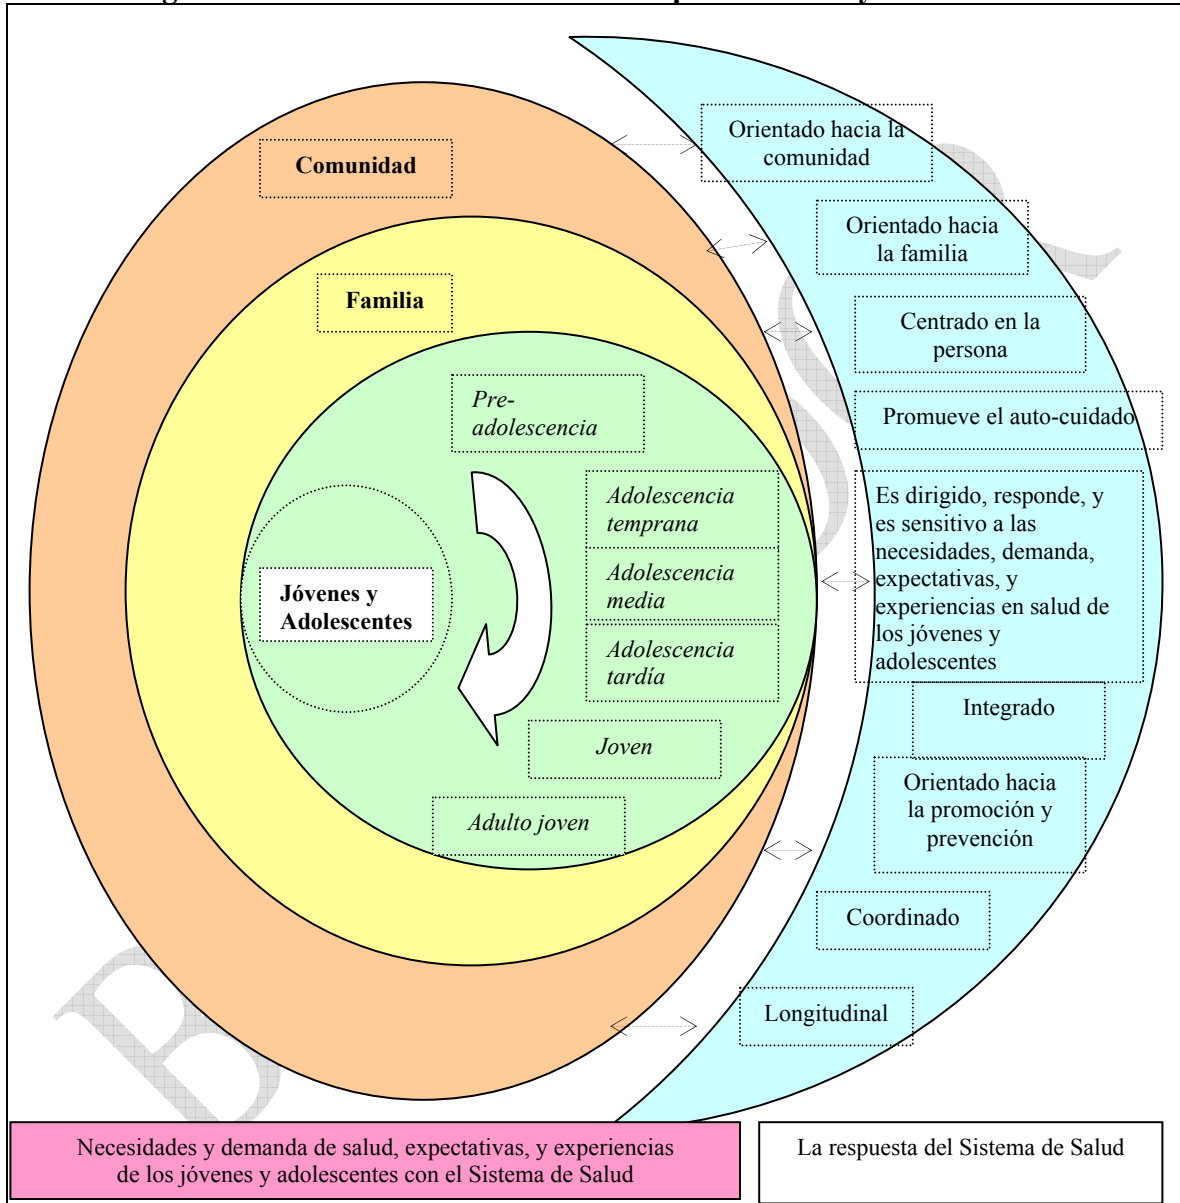 Comunidad
Familia
Pre-
adolescencia
Adolescencia
temprana
Adolescencia
media
Adolescencia
tardía
Joven
Adulto joven
Jóvenes y
Adolescentes
Orientado hacia la
comunidad
Orientado hacia
la familia
Centrado en la
persona
Promueve el auto-cuidado
Es dirigido, responde, y
es sensitivo a las
necesidades, demanda,
expectativas, y
experiencias en salud de
los jóvenes y
adolescentes
Integrado
Orientado hacia
la promoción y
prevención
Coordinado
Longitudinal
Necesidades y demanda de salud, expectativas, y experiencias
de los jóvenes y adolescentes con el Sistema de Salud
La respuesta del Sistema de Salud